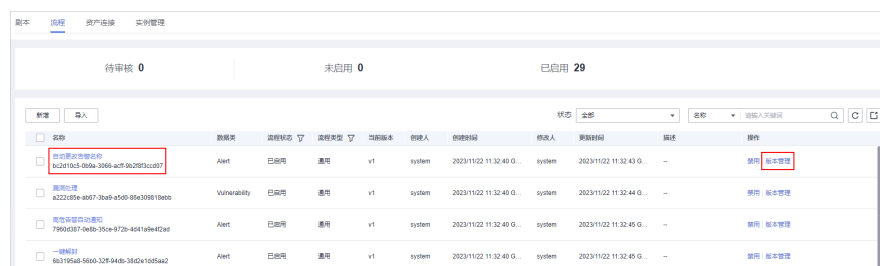 剧本 流程 资产连接 实例管理
待审核 0 未启用 0 已启用 29
新增 导入 状态 全部 名称 请输入关键词
名称 数据类 流程状态 流程类型 当前版本 创建人 创建时间 修改人 更新时间 描述 操作
自动更改告警名称 Alert 已启用 通用 v1 system 2023/11/22 11:32:40 G... system 2023/11/22 11:32:43 G... -- 禁用 版本管理
bc2d10c5-0b9a-3066-acff-9b2f8f3ccd07
漏洞处理 Vulnerability 已启用 通用 v1 system 2023/11/22 11:32:40 G... system 2023/11/22 11:32:44 G... -- 禁用 版本管理
a222c85e-ab67-3ba9-a5d8-86e309818ebb
高危告警自动通知 Alert 已启用 通用 v1 system 2023/11/22 11:32:40 G... system 2023/11/22 11:32:45 G... -- 禁用 版本管理
7960d387-0e8b-35ce-972b-4d41a9e4f2ad
一键解封 Alert 已启用 通用 v1 system 2023/11/22 11:32:40 G... system 2023/11/22 11:32:45 G... -- 禁用 版本管理
6b3195a8-56b0-32ff-94db-38d2e1dd5aa2